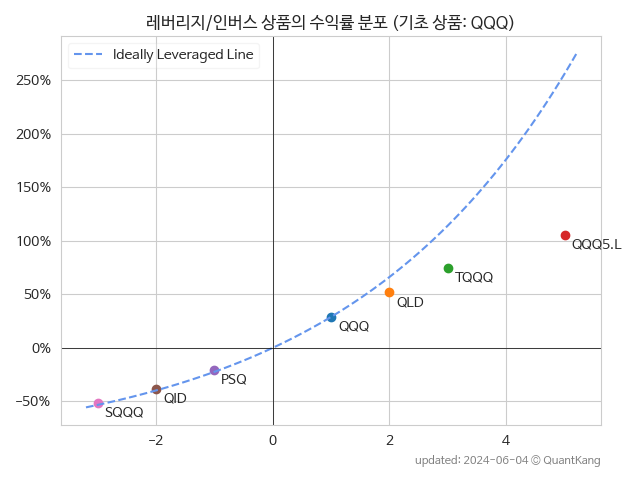 레버리지/인버스 상품의 수익률 분포 (기초 상품: QQQ)
Ideally Leveraged Line
250%
200%
150%
100%
50%
0%
−50%
QQQ5.L
TQQQ
QLD
QQQ
PSQ
QID
SQQQ
−2 0 2 4
updated: 2024-06-04 © QuantKang